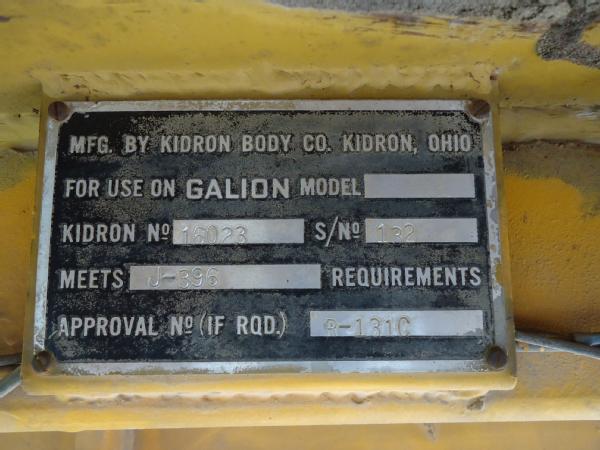 MFG. BY KIDRON BODY CO. KIDRON, OHIO
FOR USE ON GALION MODEL
KIDRON Nº 16023 S/Nº 132
MEETS J-396 REQUIREMENTS
APPROVAL Nº (IF RQD.) R-131C